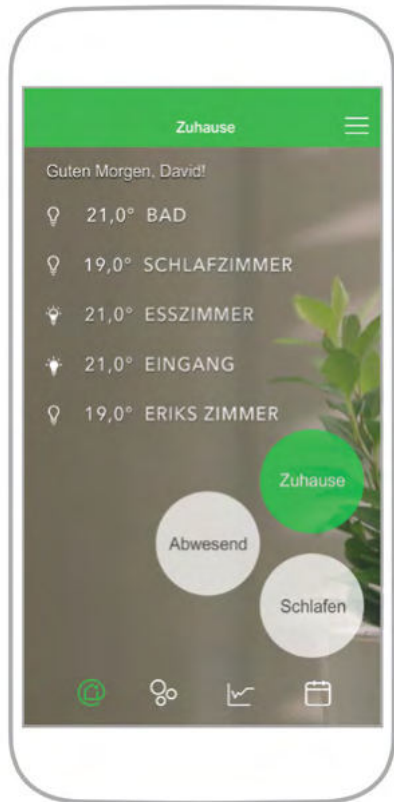 Zuhause
Guten Morgen, David!
21,0° BAD
19,0° SCHLAFZIMMER
21,0° ESSZIMMER
21,0° EINGANG
19,0° ERIKS ZIMMER
Zuhause
Abwesend
Schlafen